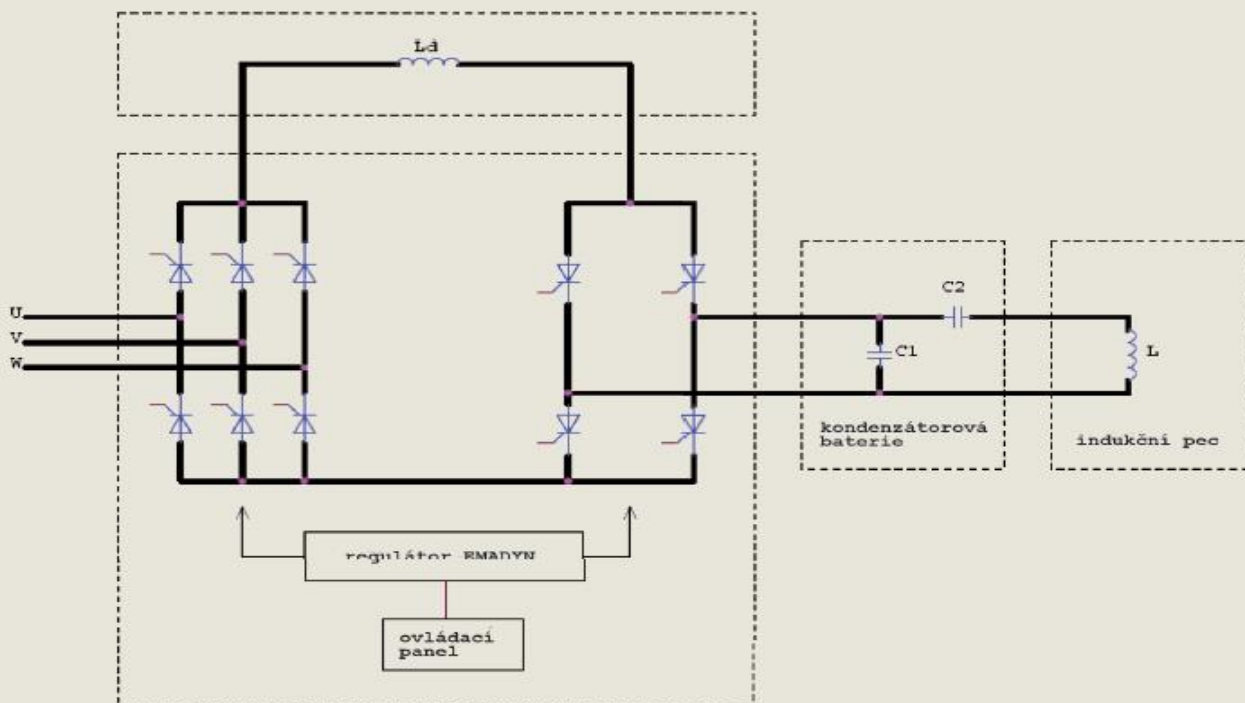 Ld
U
V
W
C2
C1
L
kondenzátorová
baterie
indukční pec
regulátor EMADYN
ovládací
panel